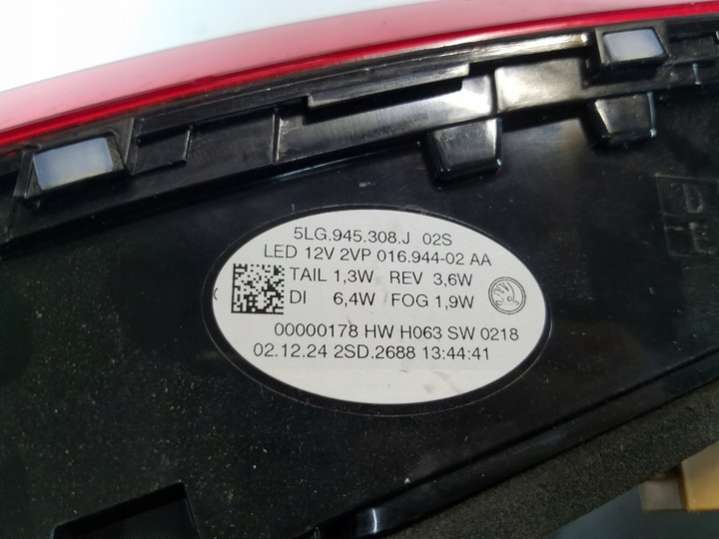 5LG.945.308.J 02S
LED 12V 2VP 016.944-02 AA
TAIL 1,3W REV 3,6W
DI 6,4W FOG 1,9W
00000178 HW H063 SW 0218
02.12.24 2SD.2688 13:44:41